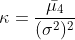 κ = μ̄₄ / (σ²)²